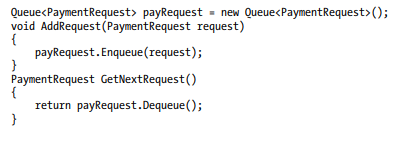 Queue<PaymentRequest> payRequest = new Queue<PaymentRequest>();
void AddRequest(PaymentRequest request)
{
    payRequest.Enqueue(request);
}
PaymentRequest GetNextRequest()
{
    return payRequest.Dequeue();
}